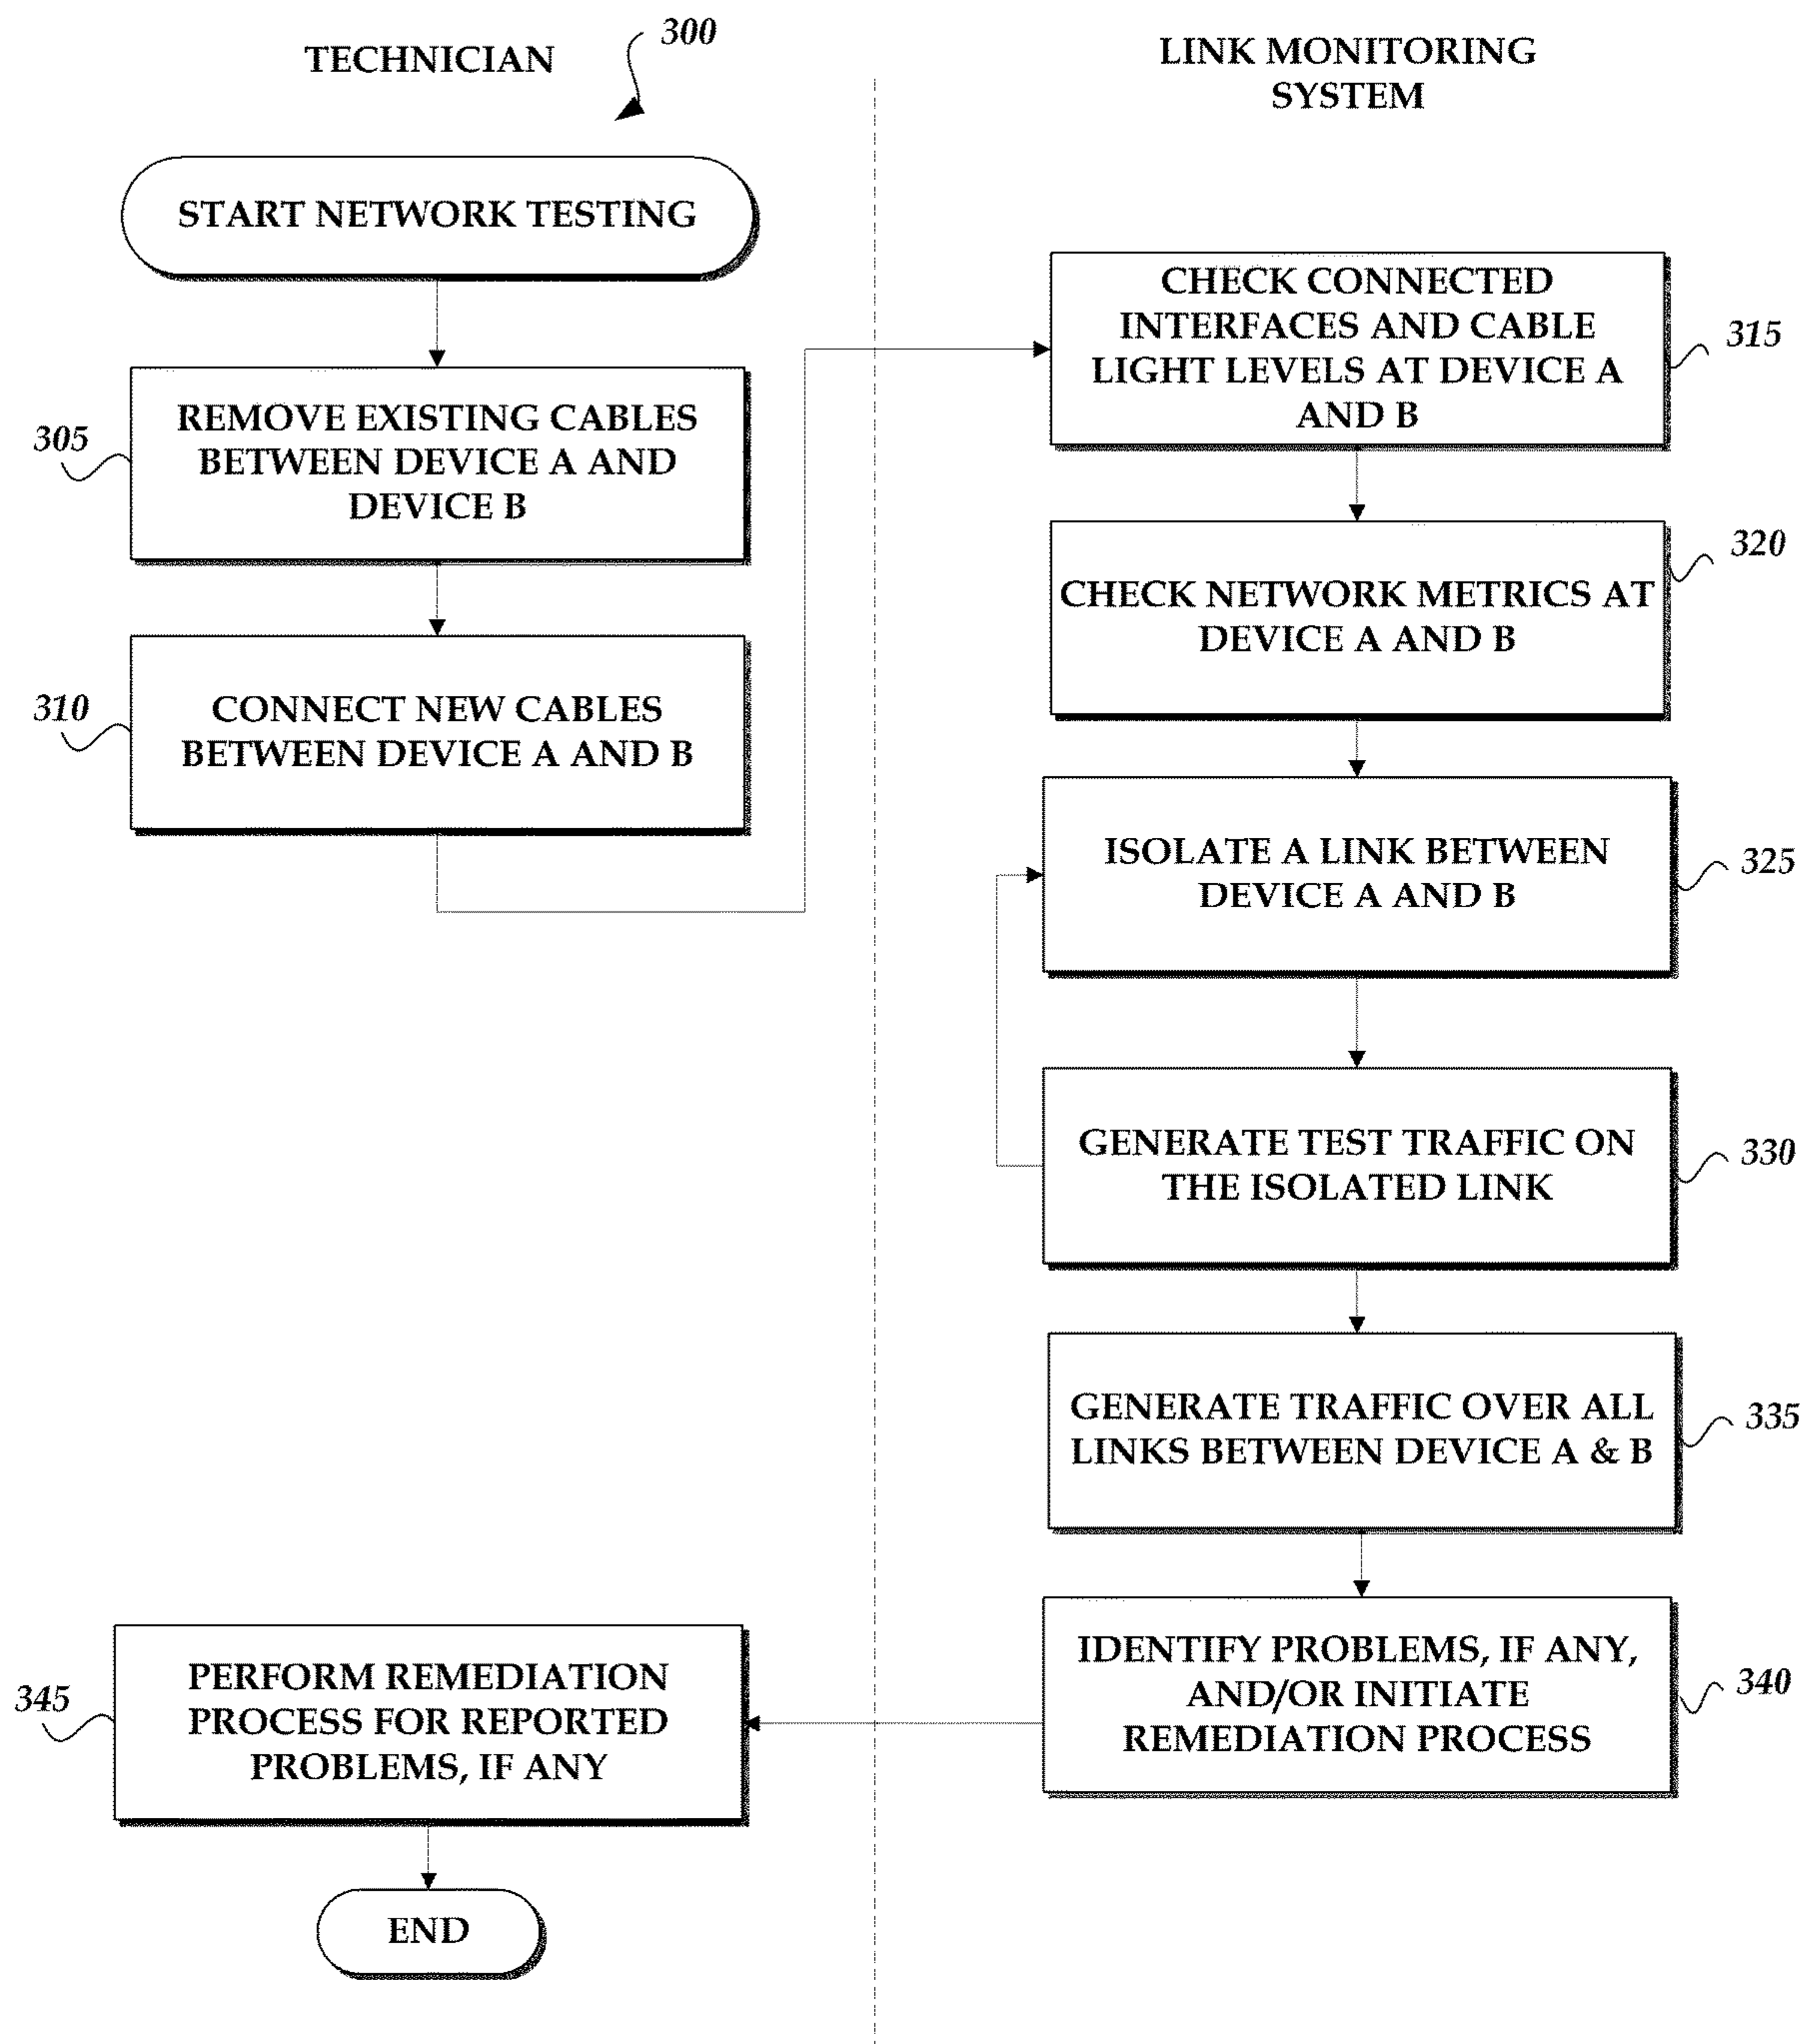 TECHNICIAN
300
LINK MONITORING
SYSTEM
START NETWORK TESTING
305
REMOVE EXISTING CABLES
BETWEEN DEVICE A AND
DEVICE B
310
CONNECT NEW CABLES
BETWEEN DEVICE A AND B
CHECK CONNECTED
INTERFACES AND CABLE
LIGHT LEVELS AT DEVICE A
AND B
315
CHECK NETWORK METRICS AT
DEVICE A AND B
320
ISOLATE A LINK BETWEEN
DEVICE A AND B
325
GENERATE TEST TRAFFIC ON
THE ISOLATED LINK
330
GENERATE TRAFFIC OVER ALL
LINKS BETWEEN DEVICE A & B
335
IDENTIFY PROBLEMS, IF ANY,
AND/OR INITIATE
REMEDIATION PROCESS
340
345
PERFORM REMEDIATION
PROCESS FOR REPORTED
PROBLEMS, IF ANY
END